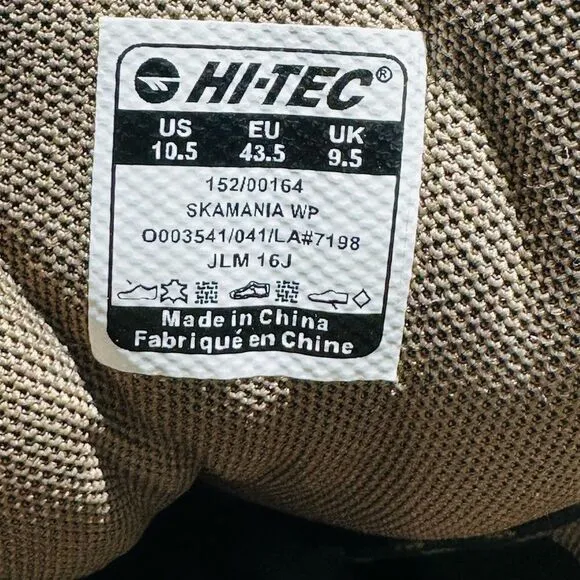 HI-TEC®
US EU UK
10.5 43.5 9.5
152/00164
SKAMANIA WP
O003541/041/LA#7198
JLM 16J
Made in China
Fabriqué en Chine